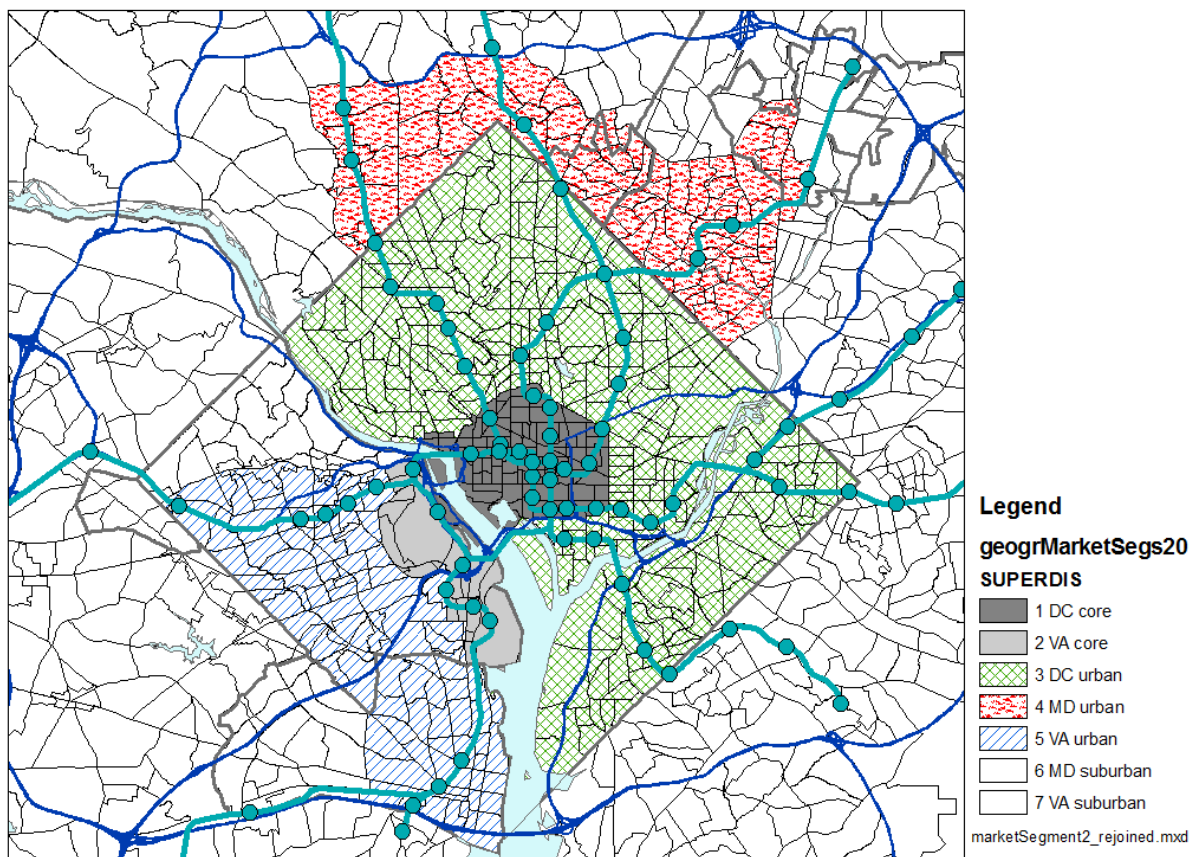 Legend
geogrMarketSegs20
SUPERDIS
1 DC core
2 VA core
3 DC urban
4 MD urban
5 VA urban
6 MD suburban
7 VA suburban
marketSegment2_rejoined.mxd